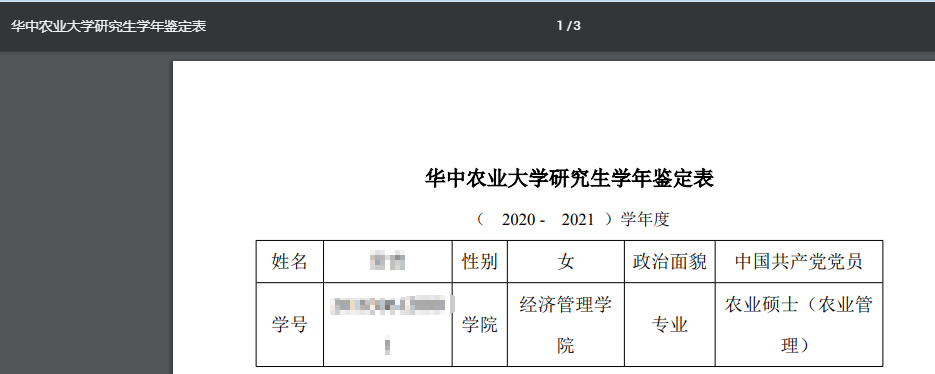 华中农业大学研究生学年鉴定表
1 / 3
华中农业大学研究生学年鉴定表
（ 2020 - 2021 ）学年度
姓名 性别 女 政治面貌 中国共产党党员
学号 学院 经济管理学院 专业 农业硕士（农业管理）